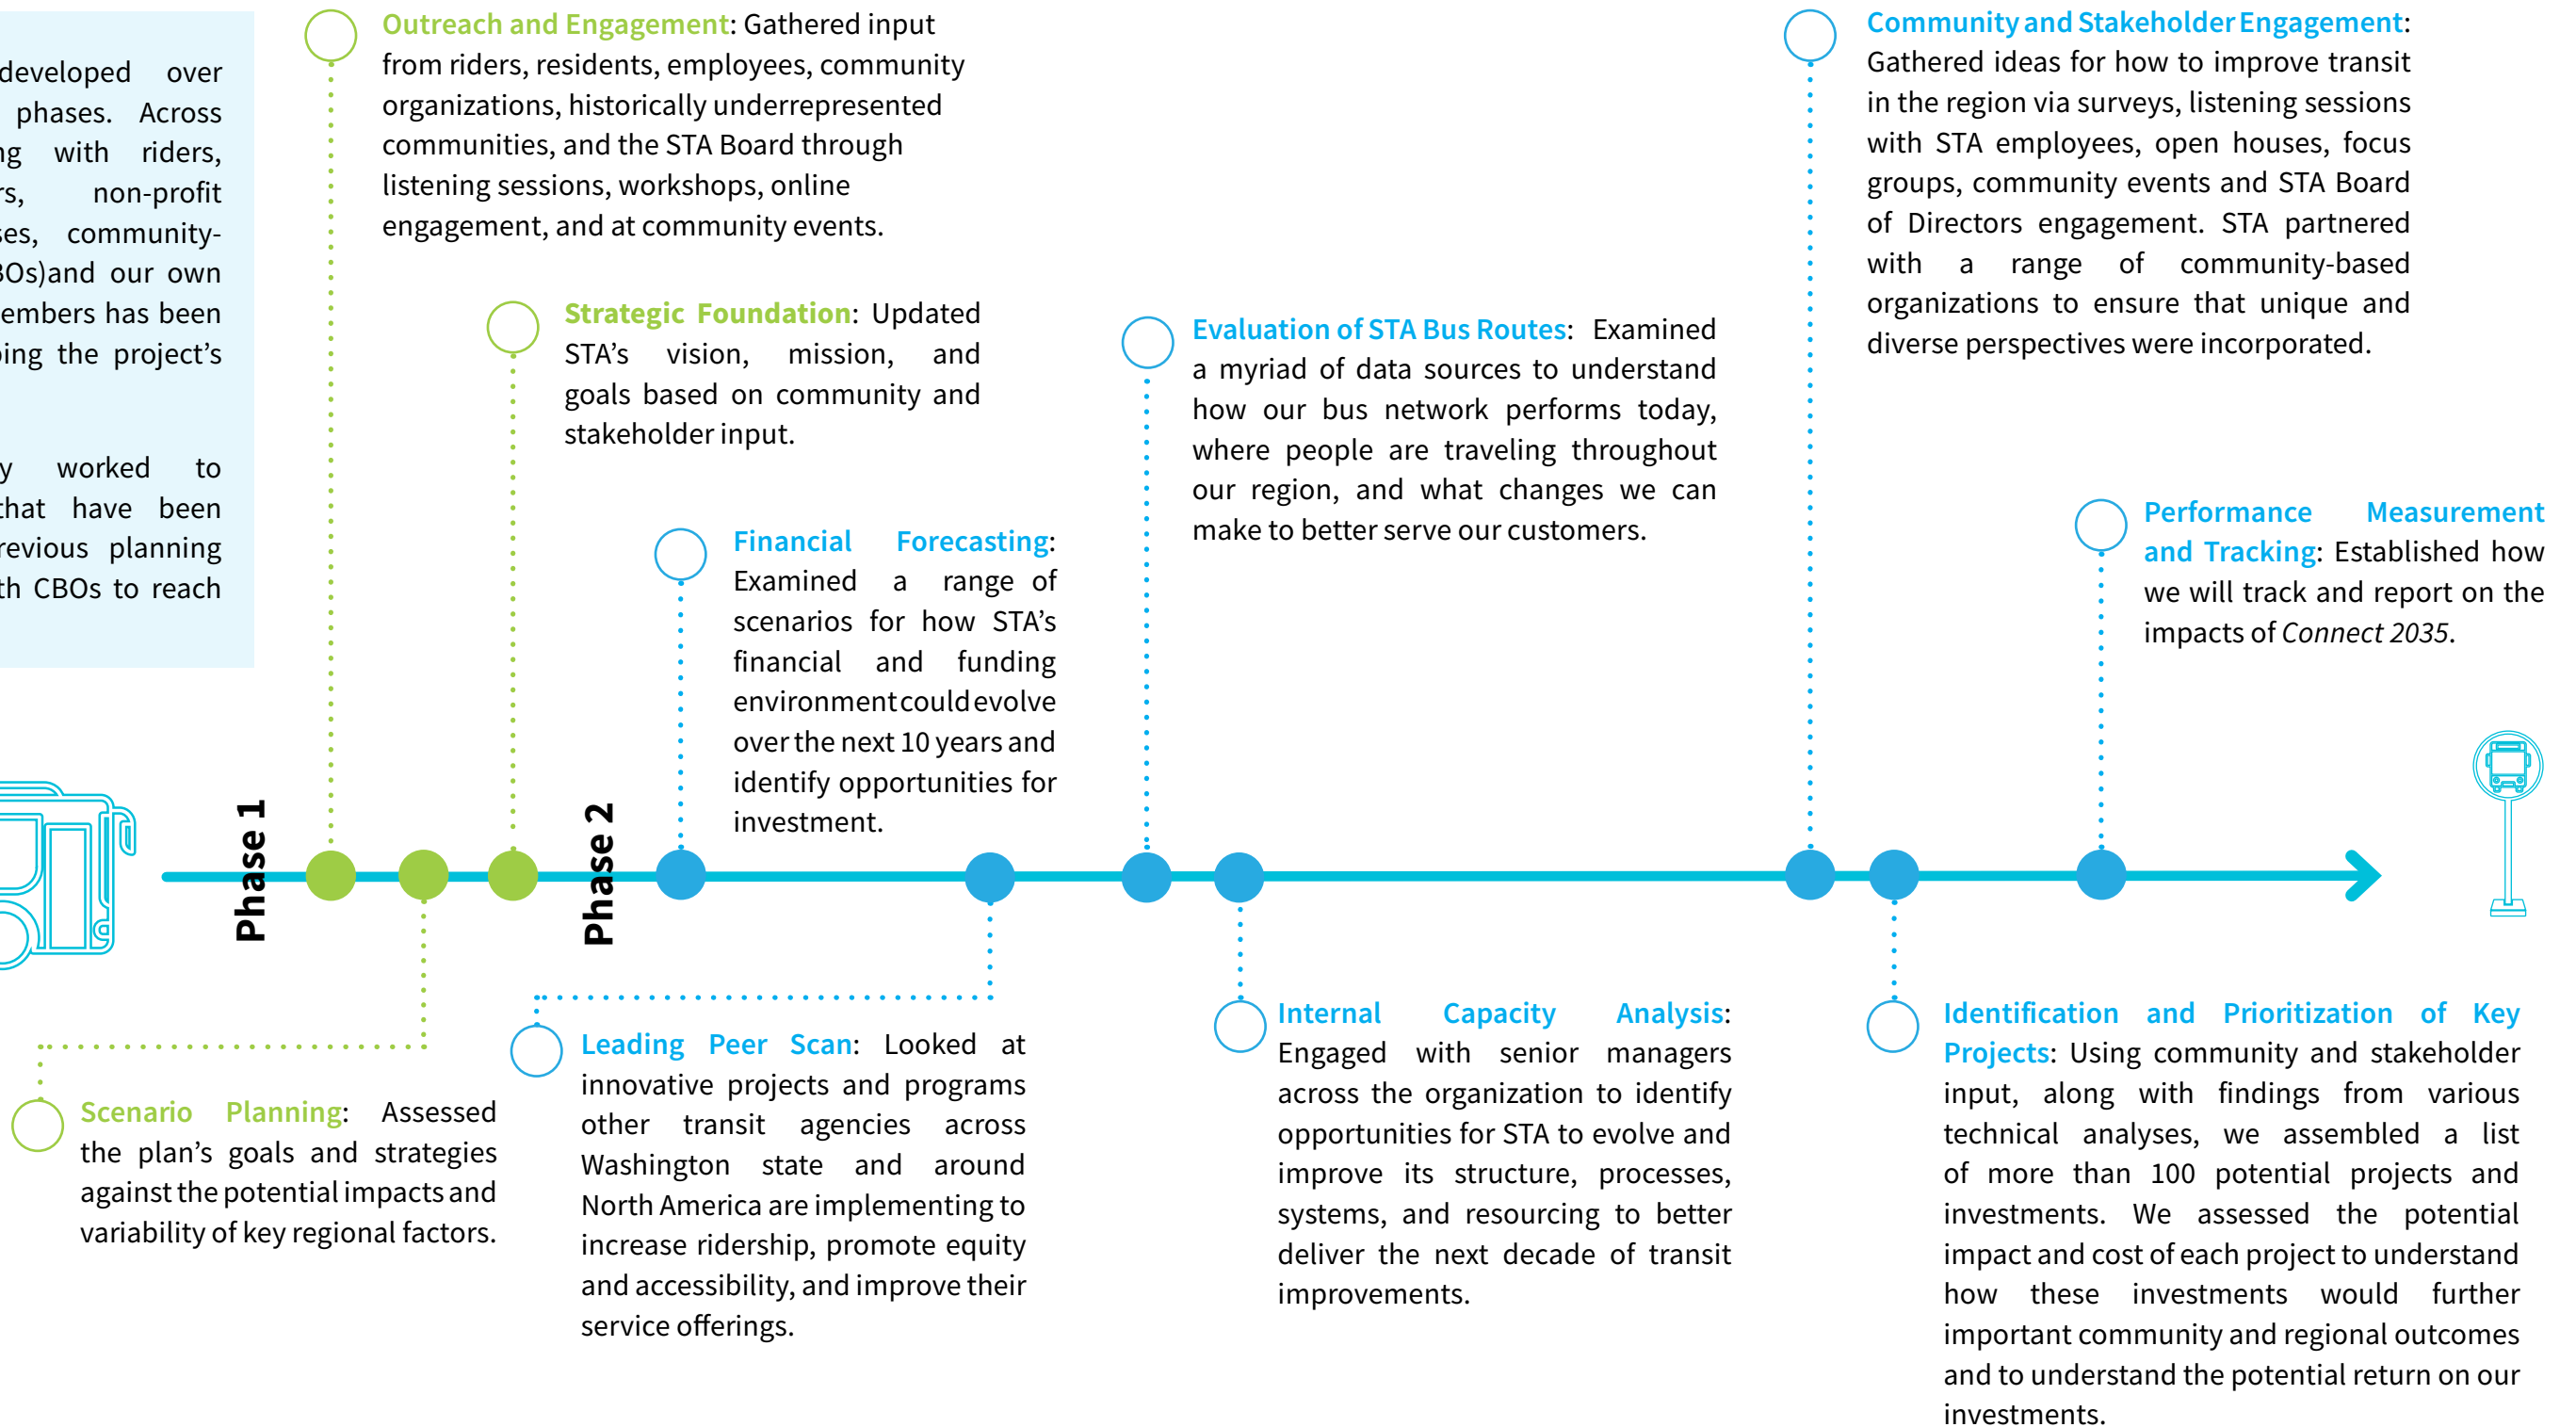 developed over
phases. Across
with riders,
non-profit
community-
and our own
has been
the project's
worked to
have been
planning
CBOs to reach
Outreach and Engagement: Gathered input
from riders, residents, employees, community
organizations, historically underrepresented
communities, and the STA Board through
listening sessions, workshops, online
engagement, and at community events.
Strategic Foundation: Updated
STA’s vision, mission, and
goals based on community and
stakeholder input.
Financial Forecasting:
Examined a range of
scenarios for how STA’s
financial and funding
environment could evolve
over the next 10 years and
identify opportunities for
investment.
Evaluation of STA Bus Routes: Examined
a myriad of data sources to understand
how our bus network performs today,
where people are traveling throughout
our region, and what changes we can
make to better serve our customers.
Community and Stakeholder Engagement:
Gathered ideas for how to improve transit
in the region via surveys, listening sessions
with STA employees, open houses, focus
groups, community events and STA Board
of Directors engagement. STA partnered
with a range of community-based
organizations to ensure that unique and
diverse perspectives were incorporated.
Performance Measurement
and Tracking: Established how
we will track and report on the
impacts of Connect 2035.
Phase 1
Phase 2
Scenario Planning: Assessed
the plan’s goals and strategies
against the potential impacts and
variability of key regional factors.
Leading Peer Scan: Looked at
innovative projects and programs
other transit agencies across
Washington state and around
North America are implementing to
increase ridership, promote equity
and accessibility, and improve their
service offerings.
Internal Capacity Analysis:
Engaged with senior managers
across the organization to identify
opportunities for STA to evolve and
improve its structure, processes,
systems, and resourcing to better
deliver the next decade of transit
improvements.
Identification and Prioritization of Key
Projects: Using community and stakeholder
input, along with findings from various
technical analyses, we assembled a list
of more than 100 potential projects and
investments. We assessed the potential
impact and cost of each project to understand
how these investments would further
important community and regional outcomes
and to understand the potential return on our
investments.